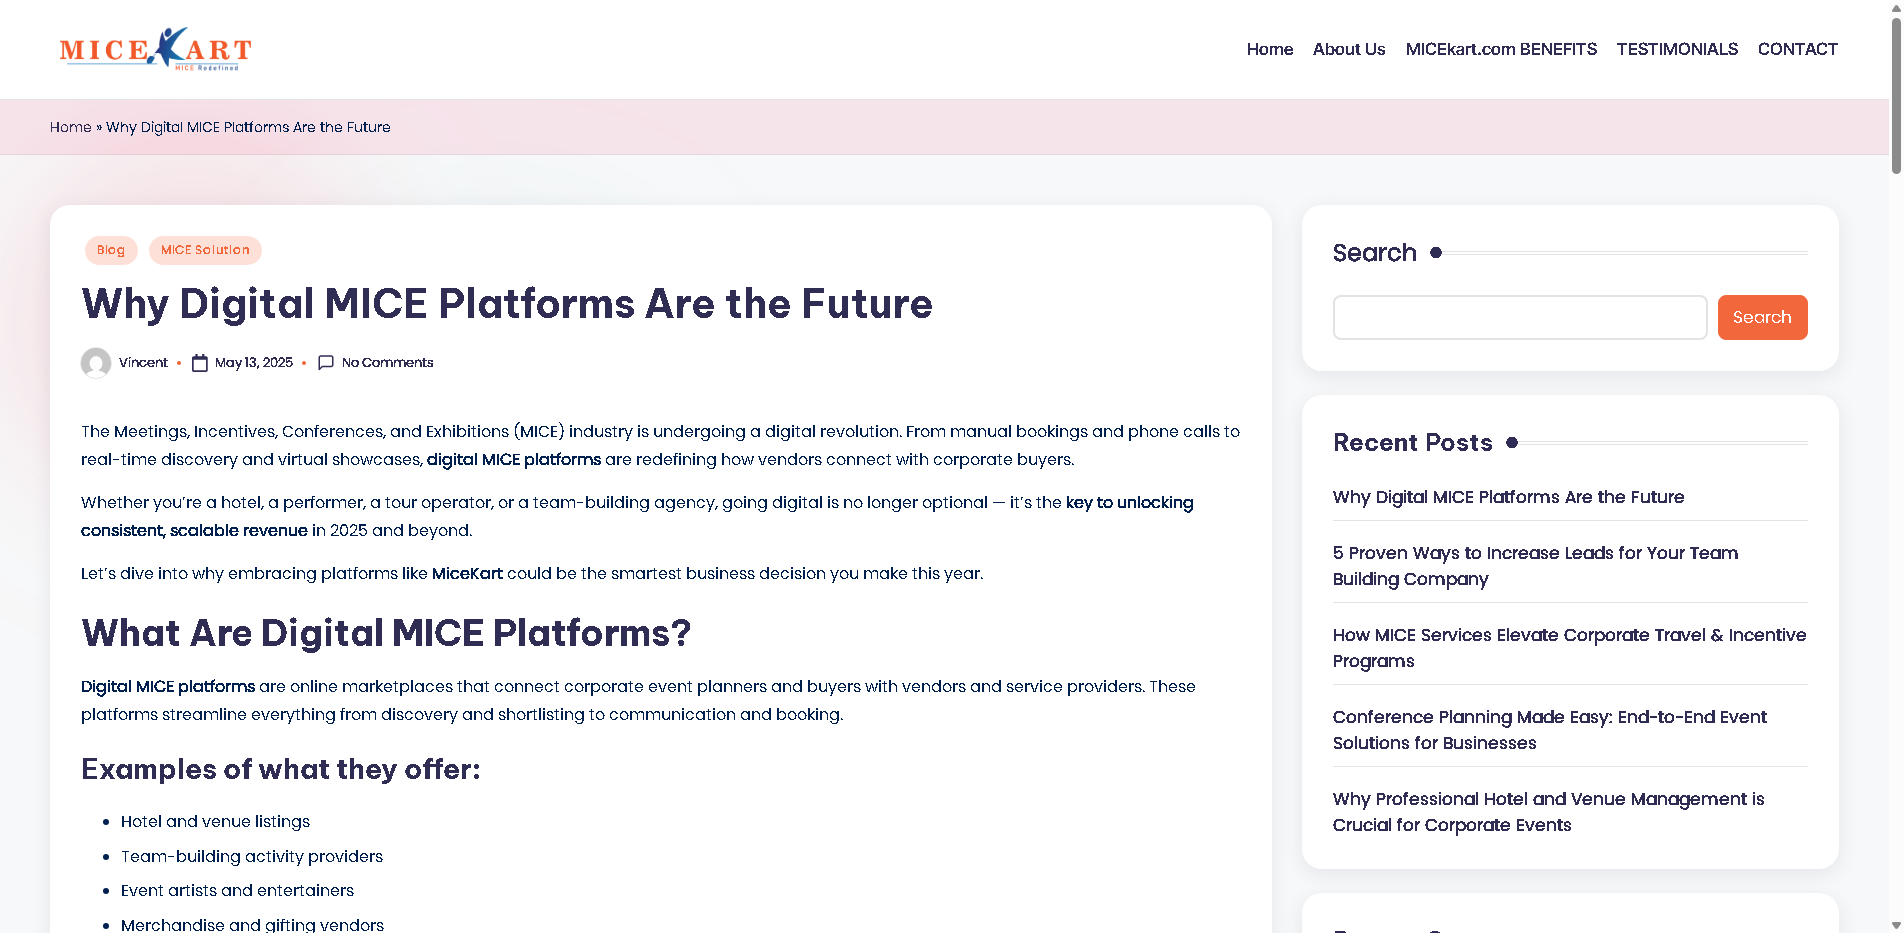 MICEKART
MICE Redefined
Home About Us MICEkart.com BENEFITS TESTIMONIALS CONTACT
Home » Why Digital MICE Platforms Are the Future
Blog MICE Solution
Why Digital MICE Platforms Are the Future
Vincent • May 13, 2025 • No Comments
The Meetings, Incentives, Conferences, and Exhibitions (MICE) industry is undergoing a digital revolution. From manual bookings and phone calls to
real-time discovery and virtual showcases, digital MICE platforms are redefining how vendors connect with corporate buyers.
Whether you’re a hotel, a performer, a tour operator, or a team-building agency, going digital is no longer optional — it’s the key to unlocking
consistent, scalable revenue in 2025 and beyond.
Let’s dive into why embracing platforms like MiceKart could be the smartest business decision you make this year.
What Are Digital MICE Platforms?
Digital MICE platforms are online marketplaces that connect corporate event planners and buyers with vendors and service providers. These
platforms streamline everything from discovery and shortlisting to communication and booking.
Examples of what they offer:
• Hotel and venue listings
• Team-building activity providers
• Event artists and entertainers
• Merchandise and gifting vendors
Search
Search
Recent Posts
Why Digital MICE Platforms Are the Future
5 Proven Ways to Increase Leads for Your Team
Building Company
How MICE Services Elevate Corporate Travel & Incentive
Programs
Conference Planning Made Easy: End-to-End Event
Solutions for Businesses
Why Professional Hotel and Venue Management is
Crucial for Corporate Events